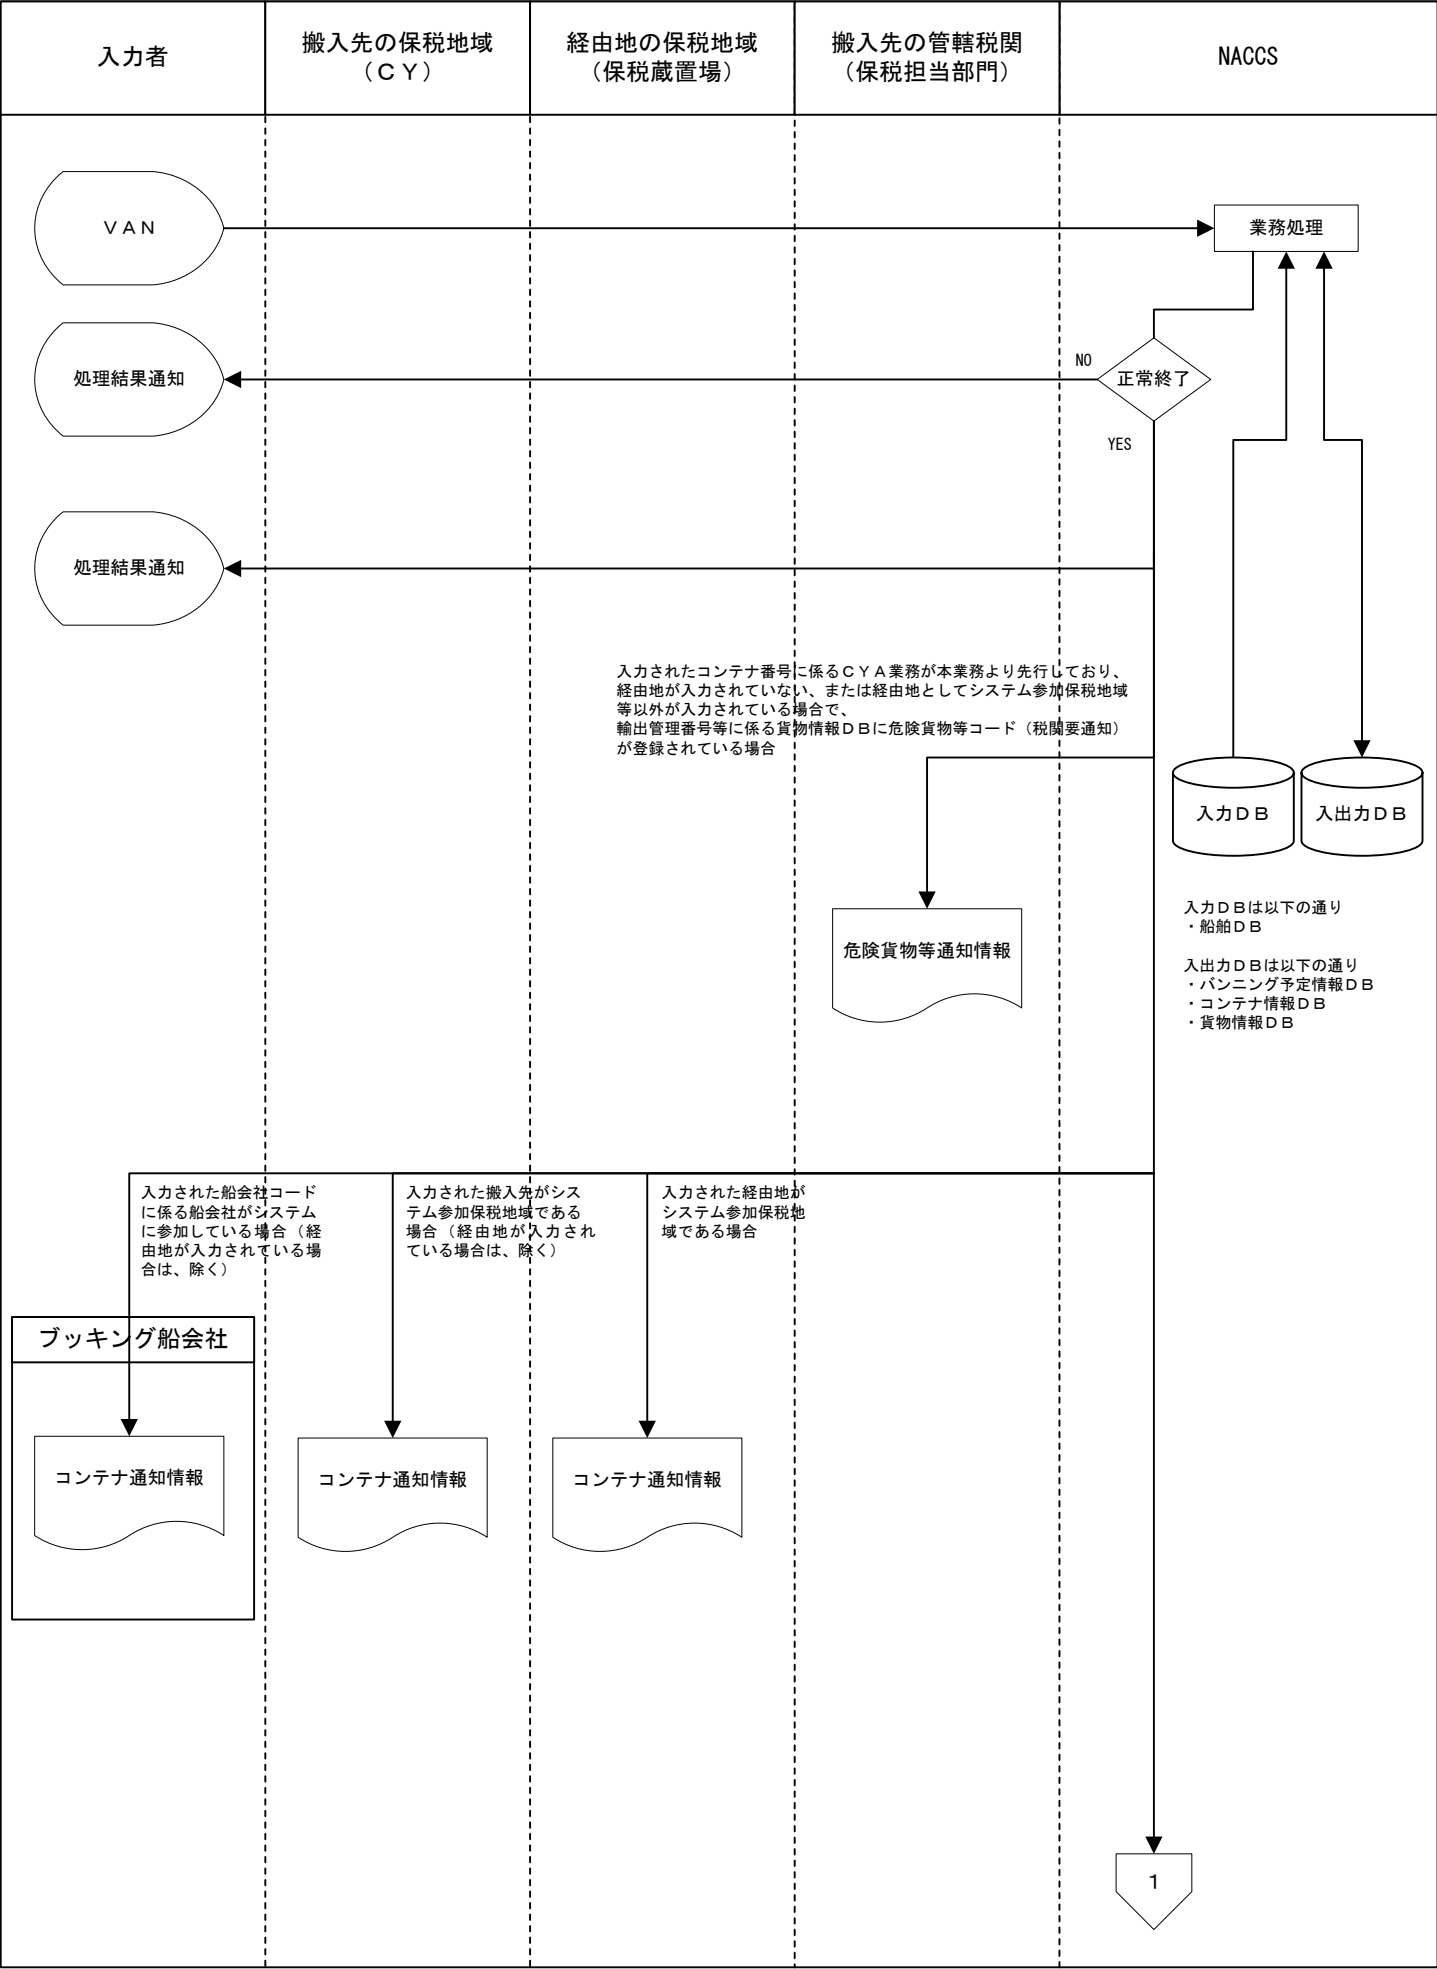 入力者
搬入先の保税地域
（ＣＹ）
経由地の保税地域
（保税蔵置場）
搬入先の管轄税関
（保税担当部門）
NACCS
ＶＡＮ
業務処理
処理結果通知
NO
正常終了
YES
処理結果通知
入力されたコンテナ番号に係るＣＹＡ業務が本業務より先行しており、
経由地が入力されていない、または経由地としてシステム参加保税地域
等以外が入力されている場合で、
輸出管理番号等に係る貨物情報ＤＢに危険貨物等コード（税関要通知）
が登録されている場合
入力ＤＢ
入出力ＤＢ
危険貨物等通知情報
入力ＤＢは以下の通り
・船舶ＤＢ
入出力ＤＢは以下の通り
・バンニング予定情報ＤＢ
・コンテナ情報ＤＢ
・貨物情報ＤＢ
入力された船会社コード
に係る船会社がシステム
に参加している場合（経
由地が入力されている場
合は、除く）
入力された搬入先がシス
テム参加保税地域である
場合（経由地が入力され
ている場合は、除く）
入力された経由地が
システム参加保税地
域である場合
ブッキング船会社
コンテナ通知情報
コンテナ通知情報
コンテナ通知情報
１